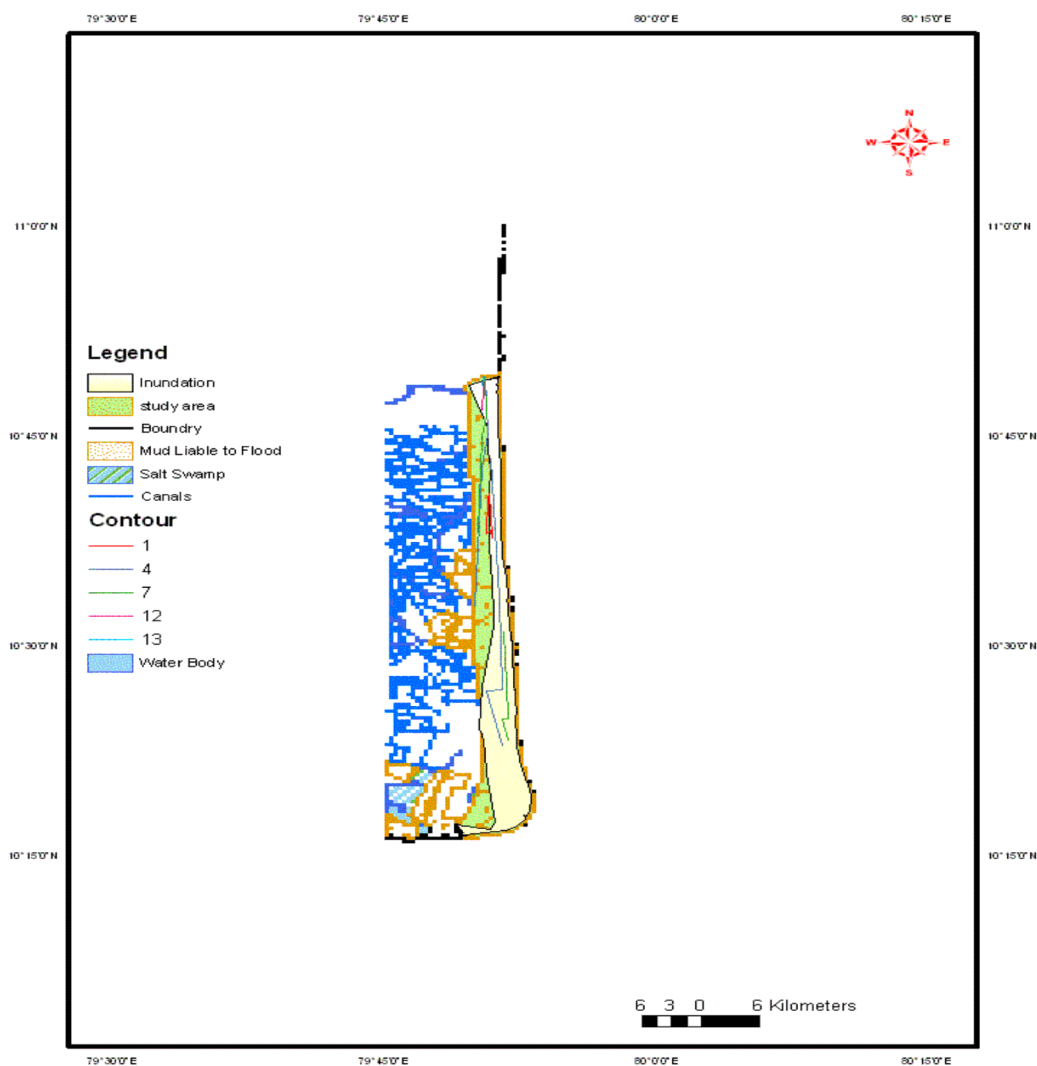 79°30'0"E 79°45'0"E 80°0'0"E 80°15'0"E
N
W E
S
11°0'0"N 11°0'0"N
Legend
Inundation
study area
Boundry
10°45'0"N 10°45'0"N
Mud Liable to Flood
Salt Swamp
Canals
Contour
1
4
7
12
13
10°30'0"N 10°30'0"N
Water Body
10°15'0"N 10°15'0"N
6 3 0 6 Kilometers
79°30'0"E 79°45'0"E 80°0'0"E 80°15'0"E